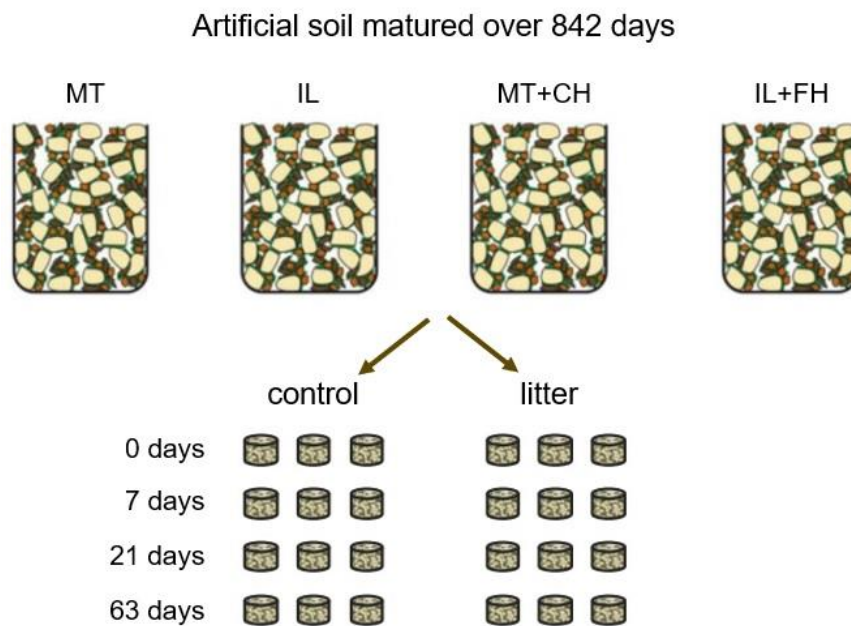 Artificial soil matured over 842 days
MT IL MT+CH IL+FH
control litter
0 days
7 days
21 days
63 days